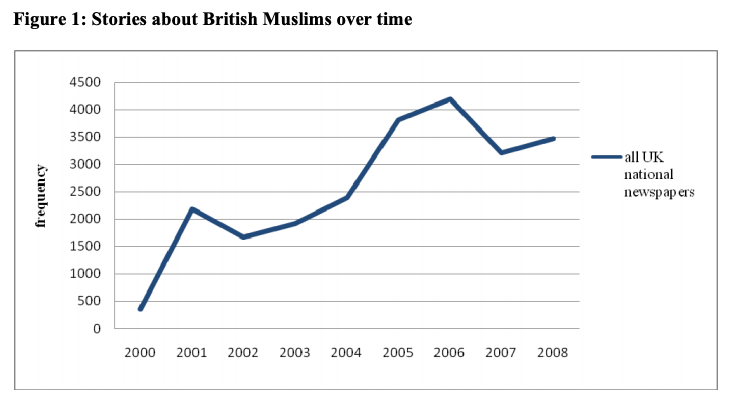 Figure 1: Stories about British Muslims over time
4500
4000
3500
3000
2500
2000
1500
1000
500
0
frequency
2000 2001 2002 2003 2004 2005 2006 2007 2008
all UK
national
newspapers